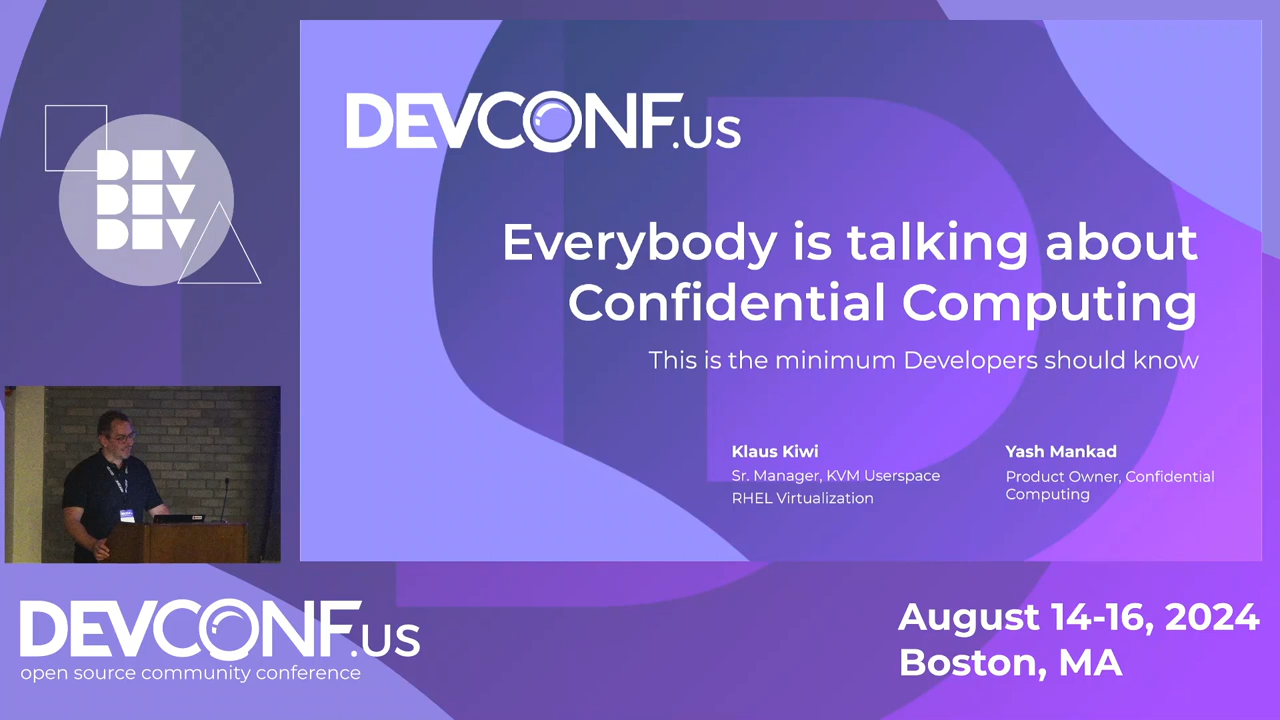 DEV
DEV
DEV
DEVCONF.US
Everybody is talking about
Confidential Computing
This is the minimum Developers should know
Klaus Kiwi
Sr. Manager, KVM Userspace
RHEL Virtualization
Yash Mankad
Product Owner, Confidential
Computing
DEVCONF.US
open source community conference
August 14-16, 2024
Boston, MA